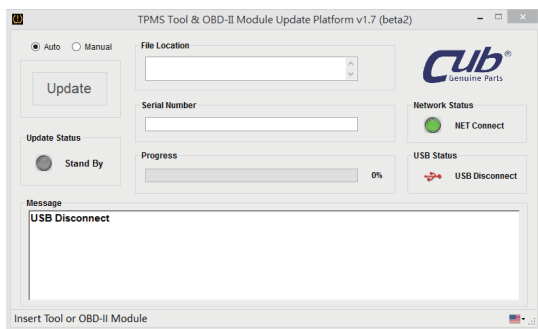 TPMS Tool & OBD-II Module Update Platform v1.7 (beta2)
Auto Manual
File Location
Cub®
Genuine Parts
Update
Serial Number
Network Status
NET Connect
Update Status
Stand By
Progress
0%
USB Status
USB Disconnect
Message
USB Disconnect
Insert Tool or OBD-II Module